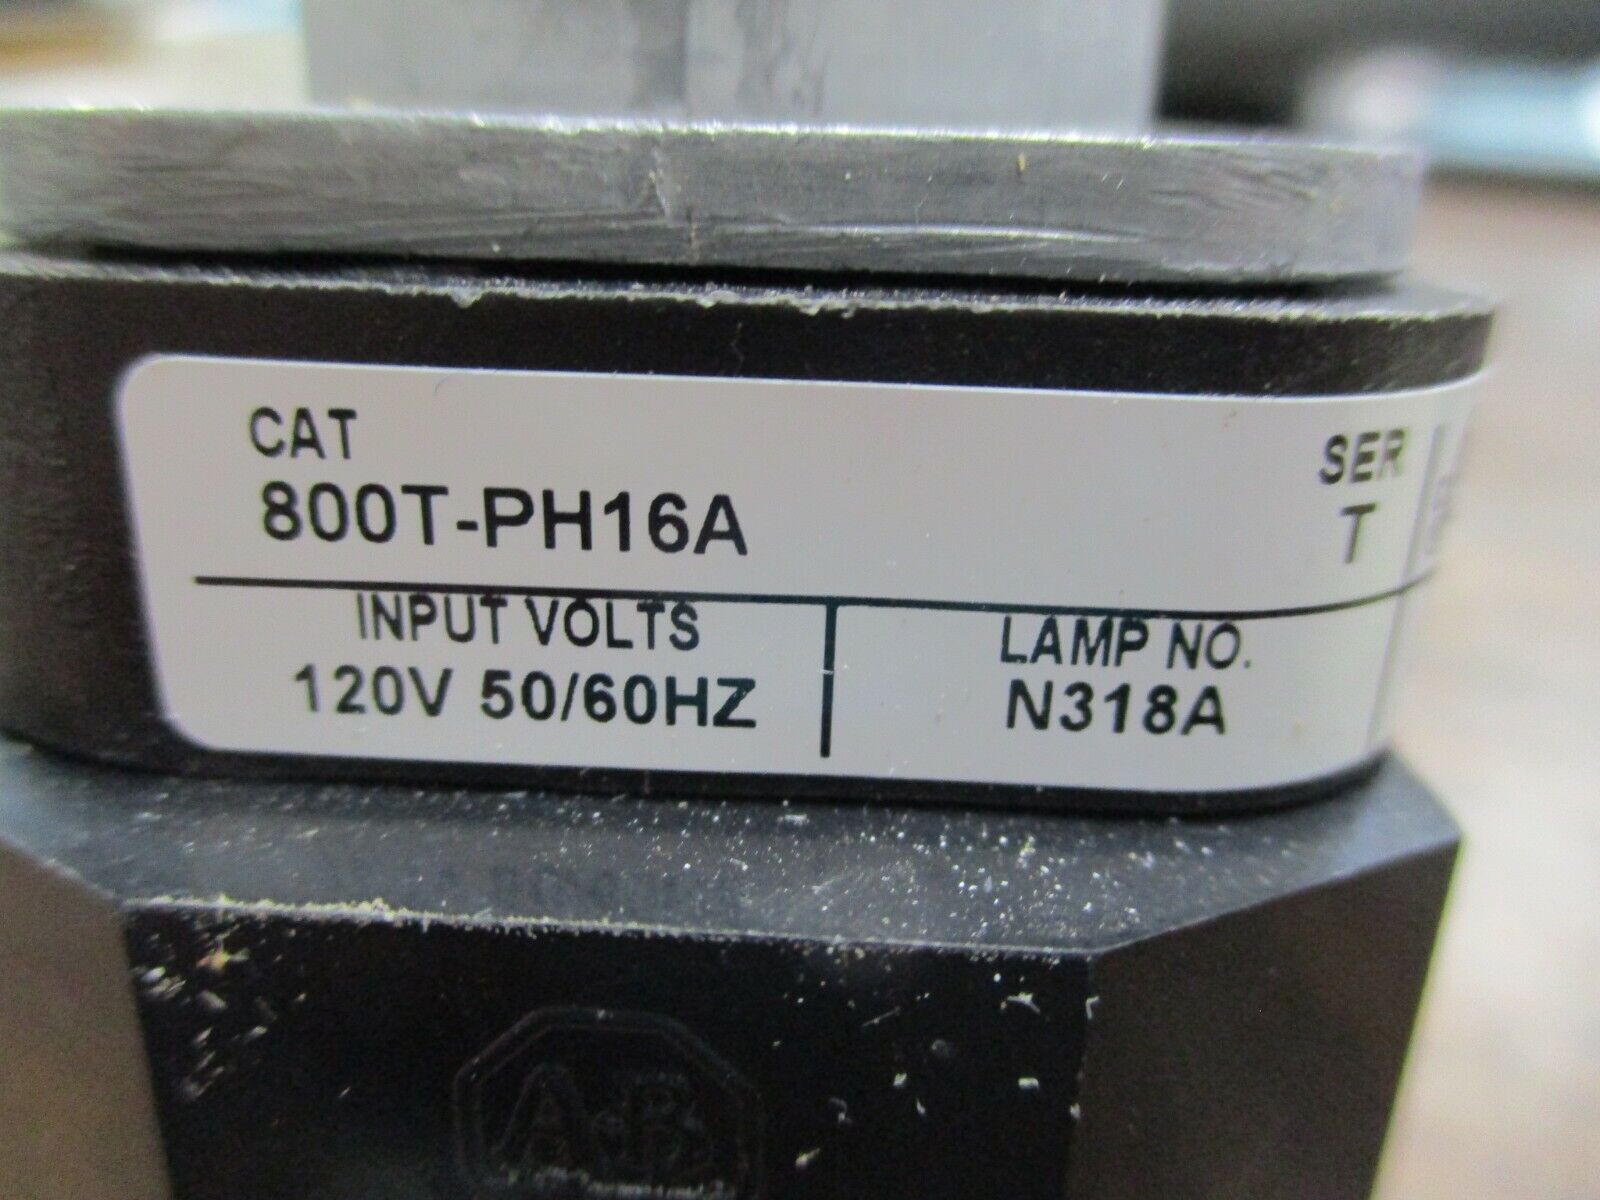 CAT
800T-PH16A
SER
T
INPUT VOLTS
120V 50/60HZ
LAMP NO.
N318A
A-B